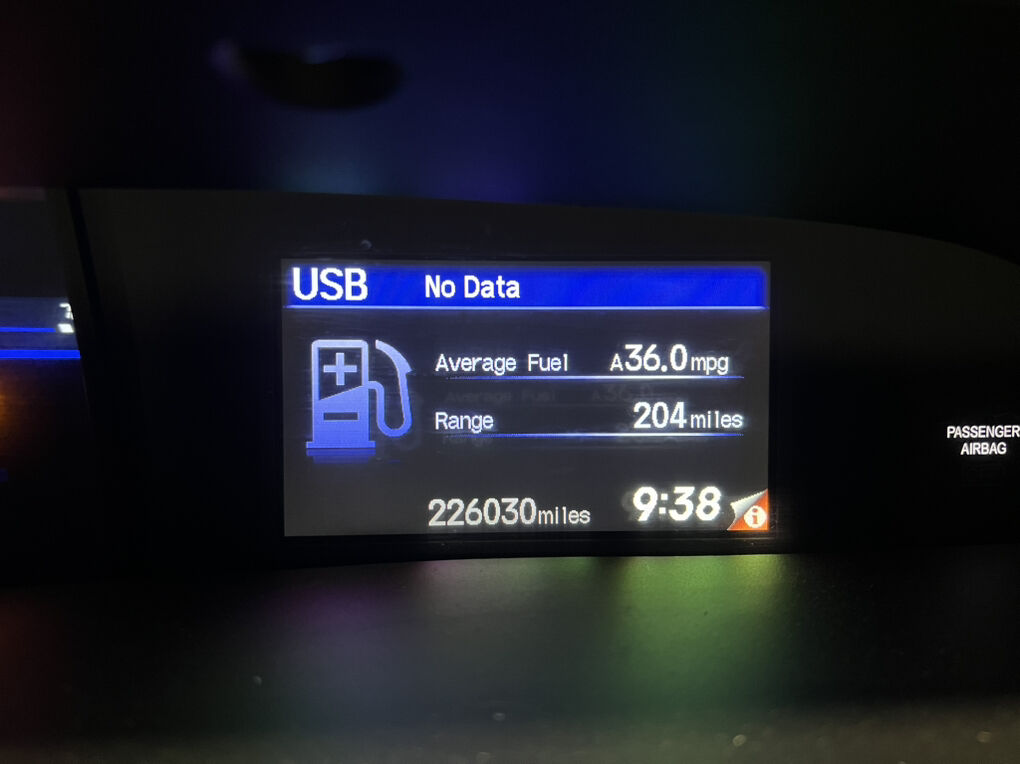 USB No Data
Average Fuel A36.0mpg
Range 204miles
226030miles 9:38
PASSENGER
AIRBAG